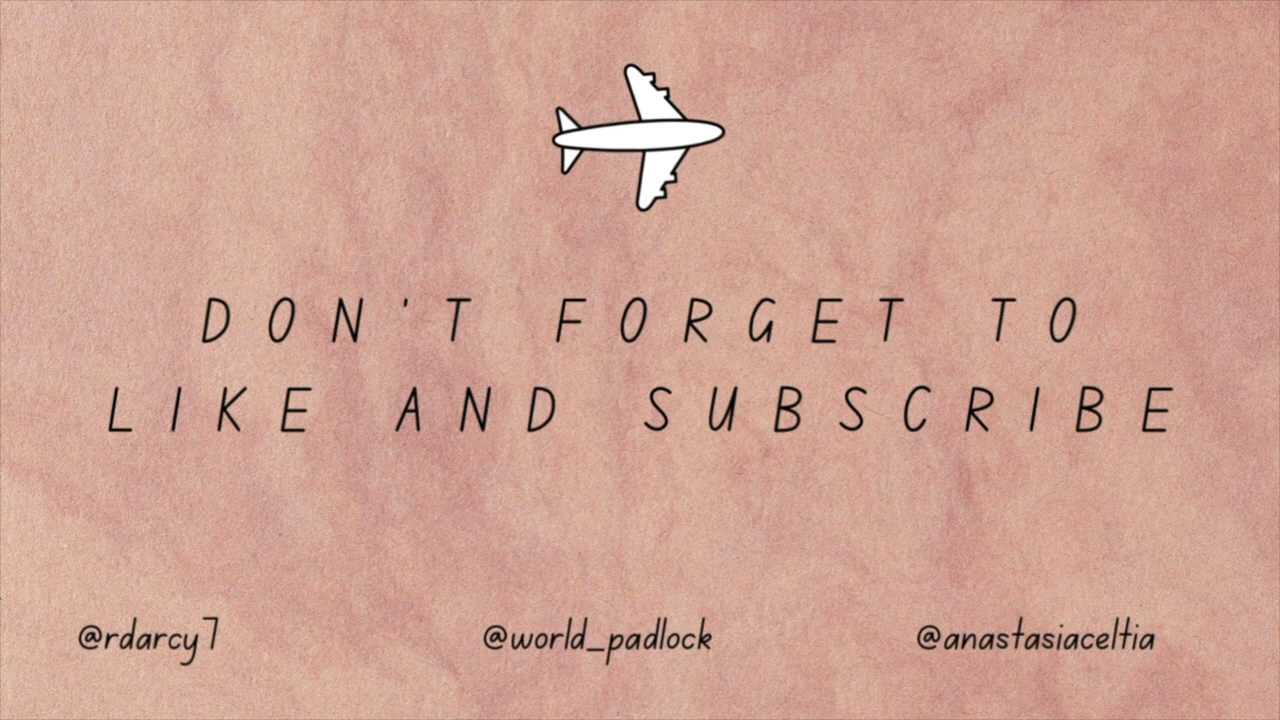 DON'T FORGET TO
LIKE AND SUBSCRIBE
@rdarcy7 @world_padlock @anastasiaceltia